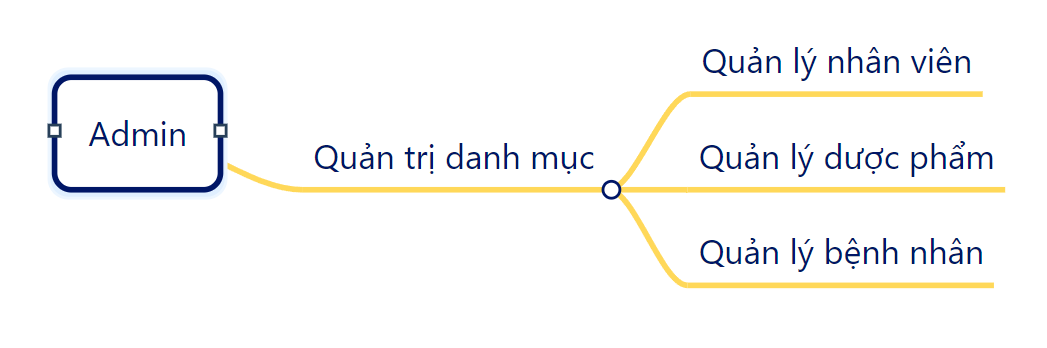 Admin
Quản trị danh mục
Quản lý nhân viên
Quản lý dược phẩm
Quản lý bệnh nhân